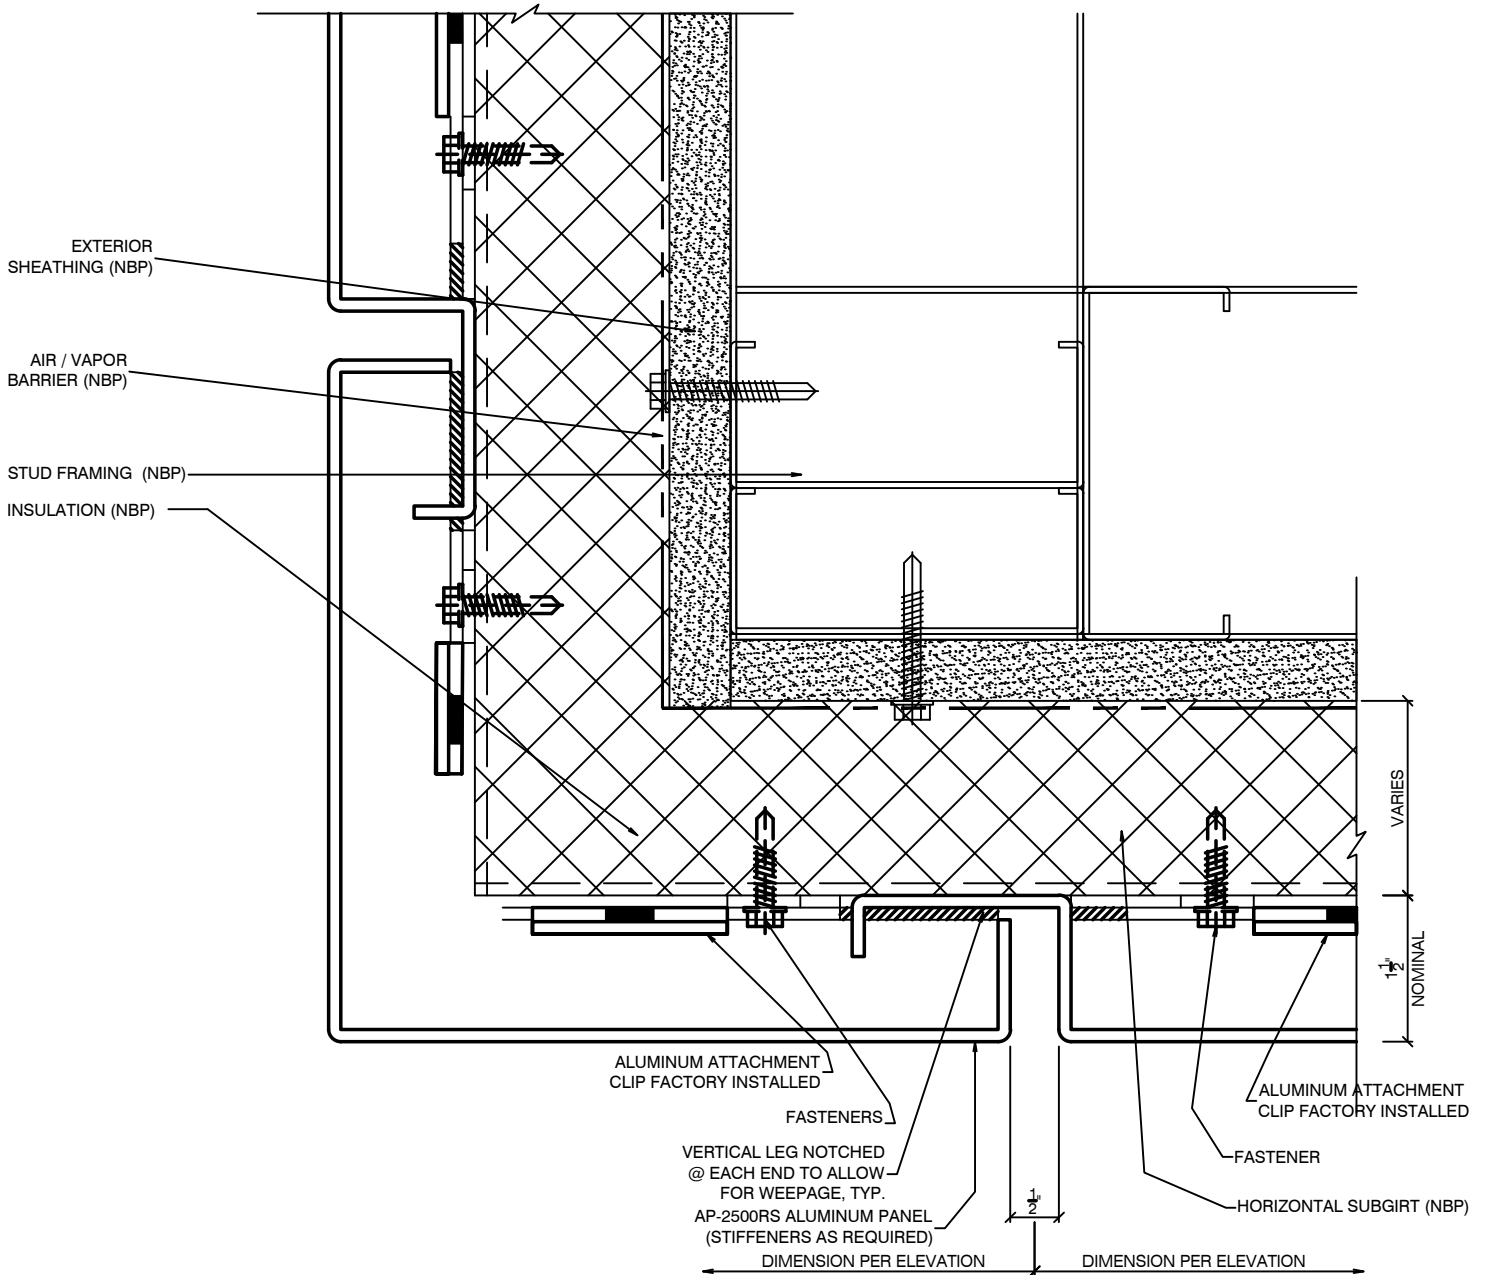 EXTERIOR
SHEATHING (NBP)
AIR / VAPOR
BARRIER (NBP)
STUD FRAMING (NBP)
INSULATION (NBP)
VARIES
1 1/2"
NOMINAL
ALUMINUM ATTACHMENT
CLIP FACTORY INSTALLED
ALUMINUM ATTACHMENT
CLIP FACTORY INSTALLED
FASTENERS
VERTICAL LEG NOTCHED
@ EACH END TO ALLOW
FOR WEEPAGE, TYP.
FASTENER
1/2"
HORIZONTAL SUBGIRT (NBP)
AP-2500RS ALUMINUM PANEL
(STIFFENERS AS REQUIRED)
DIMENSION PER ELEVATION
DIMENSION PER ELEVATION